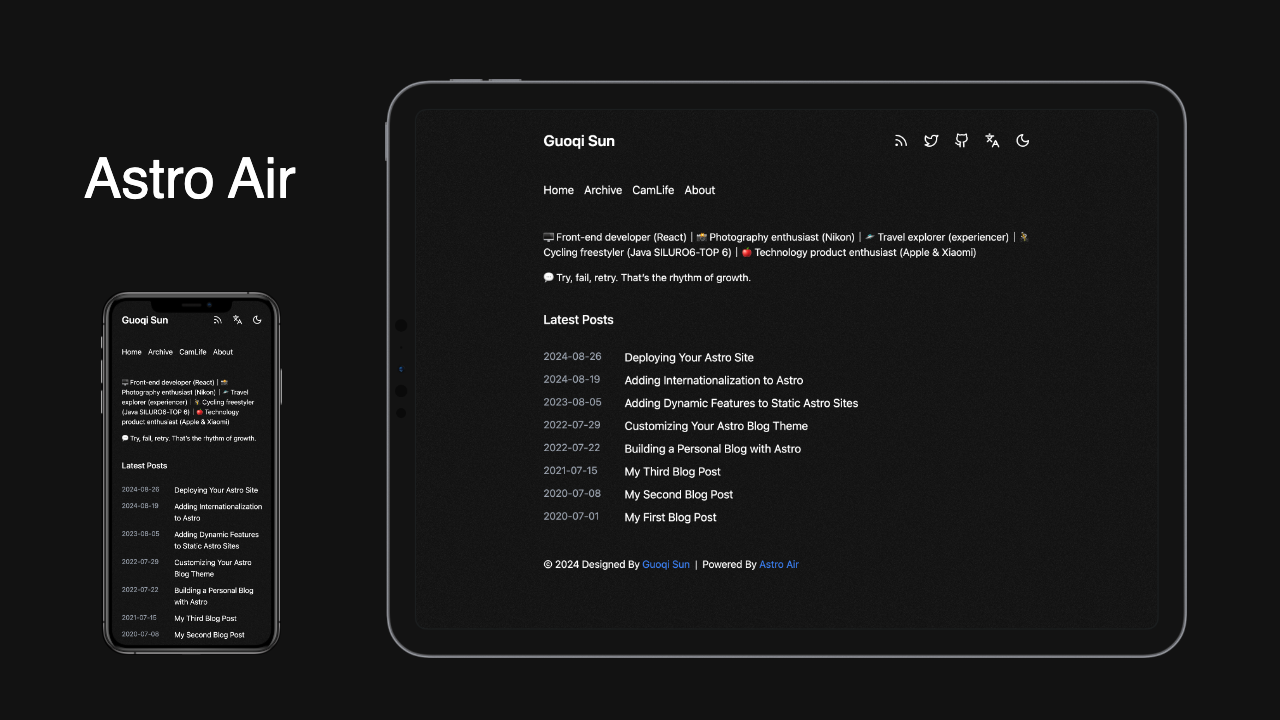 Astro Air
Guoqi Sun
Home Archive CamLife About
Front-end developer (React) | 📸
Photography enthusiast (Nikon) | Travel
explorer (experiencer) | Cycling freestyler
(Java SILURO6-TOP 6) | 🍎 Technology
product enthusiast (Apple & Xiaomi)
💬 Try, fail, retry. That's the rhythm of growth.
Latest Posts
2024-08-26 Deploying Your Astro Site
2024-08-19 Adding Internationalization
to Astro
2023-08-05 Adding Dynamic Features
to Static Astro Sites
2022-07-29 Customizing Your Astro
Blog Theme
2022-07-22 Building a Personal Blog
with Astro
2021-07-15 My Third Blog Post
2020-07-08 My Second Blog Post
Guoqi Sun
Home Archive CamLife About
🖥️ Front-end developer (React) | 📸 Photography enthusiast (Nikon) | Travel explorer (experiencer) |
Cycling freestyler (Java SILURO6-TOP 6) | 🍎 Technology product enthusiast (Apple & Xiaomi)
💬 Try, fail, retry. That's the rhythm of growth.
Latest Posts
2024-08-26 Deploying Your Astro Site
2024-08-19 Adding Internationalization to Astro
2023-08-05 Adding Dynamic Features to Static Astro Sites
2022-07-29 Customizing Your Astro Blog Theme
2022-07-22 Building a Personal Blog with Astro
2021-07-15 My Third Blog Post
2020-07-08 My Second Blog Post
2020-07-01 My First Blog Post
© 2024 Designed By Guoqi Sun | Powered By Astro Air